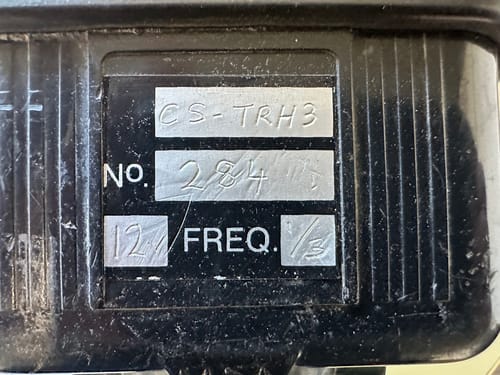 CS-TRH3
No. 284
12 FREQ. 1/3